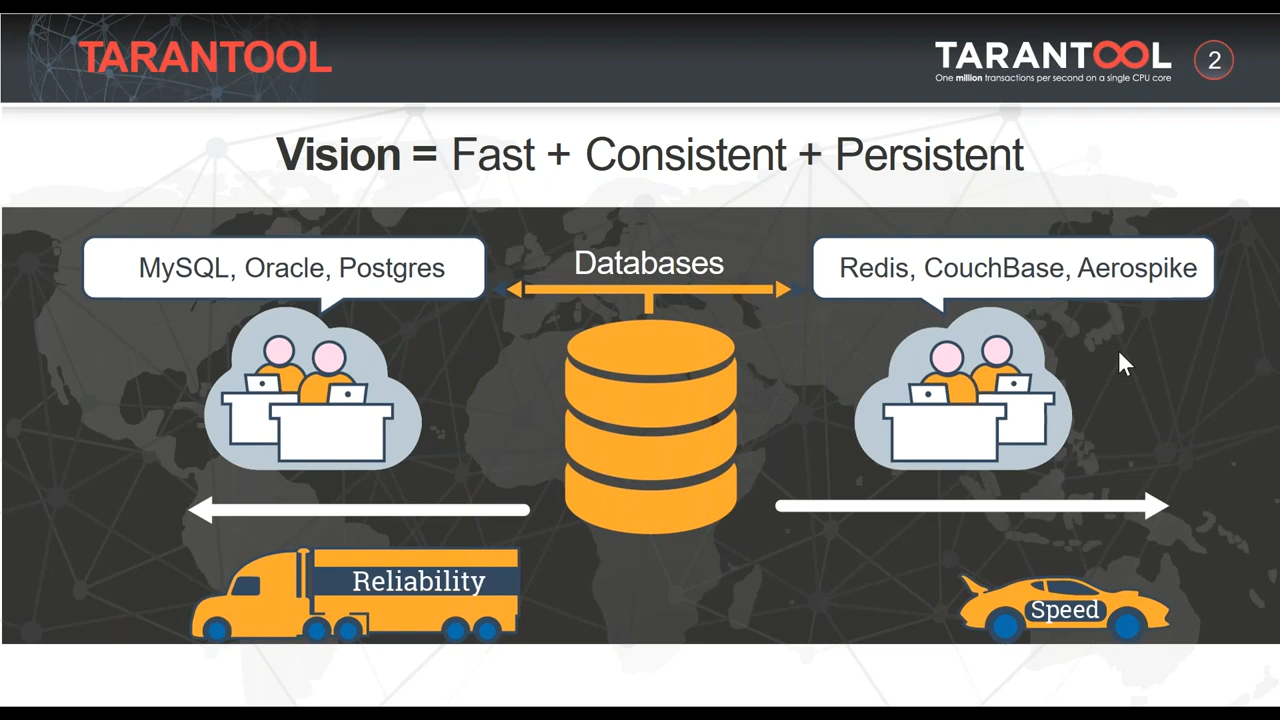 TARANTOOL
TARANTOOL
One million transactions per second on a single CPU core
2
Vision = Fast + Consistent + Persistent
MySQL, Oracle, Postgres
Databases
Redis, CouchBase, Aerospike
Reliability
Speed